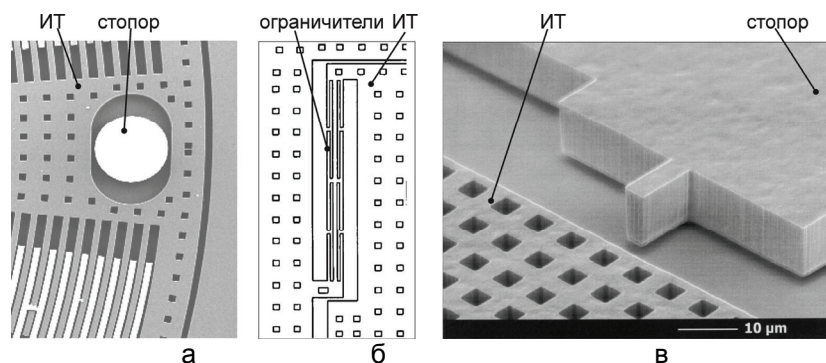 ИТ
стопор
ограничители
ИТ
ИТ
стопор
10 µm
а
б
в